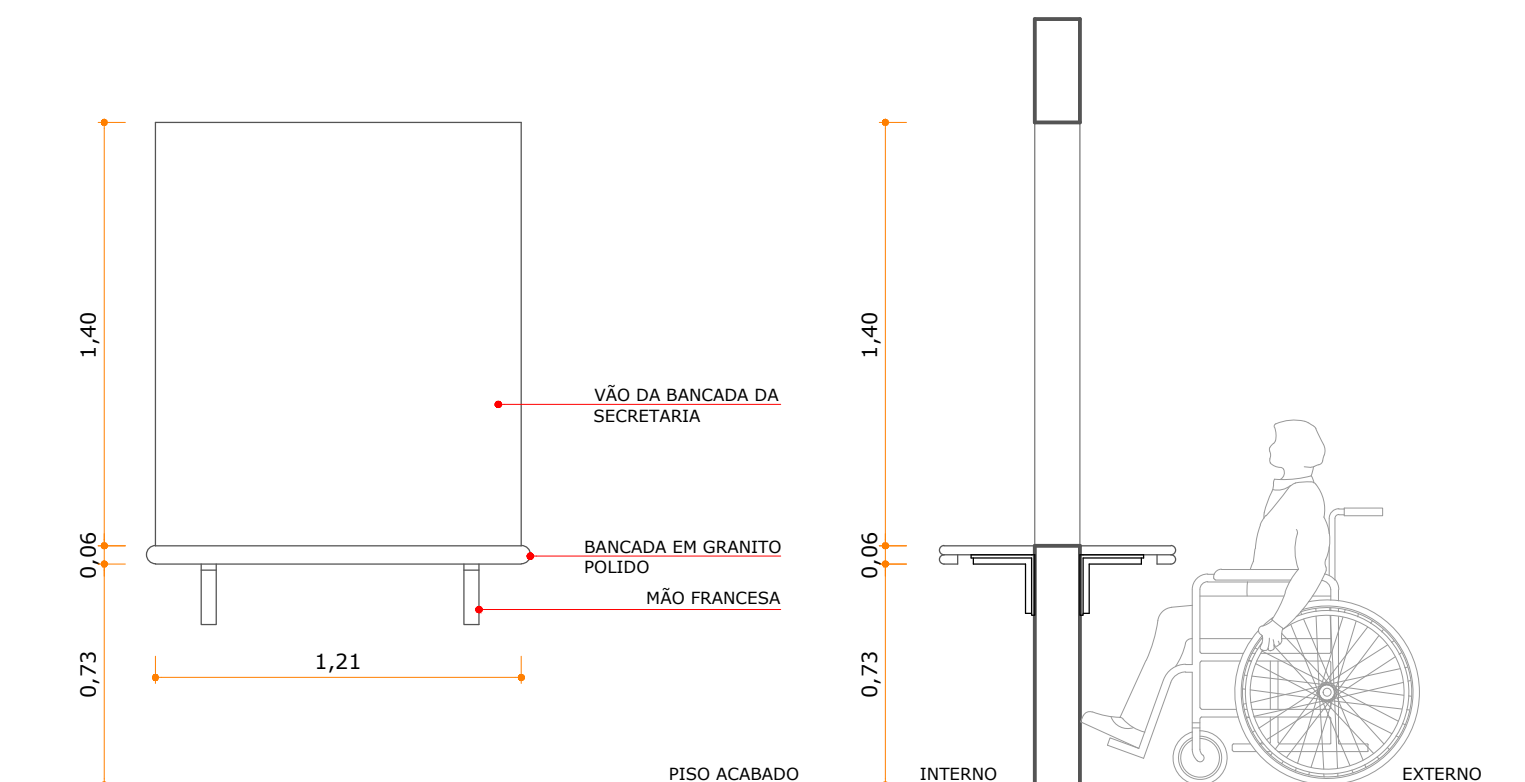 1,40
0,06
0,73
1,21
VÃO DA BANCADA DA
SECRETARIA
BANCADA EM GRANITO
POLIDO
MÃO FRANCESA
PISO ACABADO
1,40
0,06
0,73
INTERNO
EXTERNO